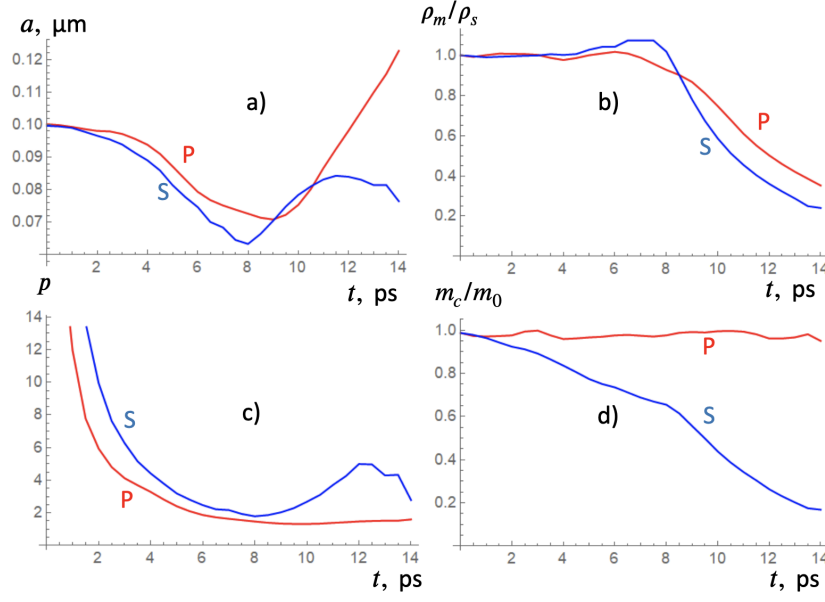 a, μm
0.12
0.10
0.09
0.08
0.07
a)
P
S
2 4 6 8 10 12 14
t, ps
ρm/ρs
1.0
0.8
0.6
0.4
0.2
b)
P
S
2 4 6 8 10 12 14
t, ps
p
14
12
10
8
6
4
2
c)
S
P
2 4 6 8 10 12 14
t, ps
mc/m0
1.0
0.8
0.6
0.4
0.2
d)
P
S
2 4 6 8 10 12 14
t, ps